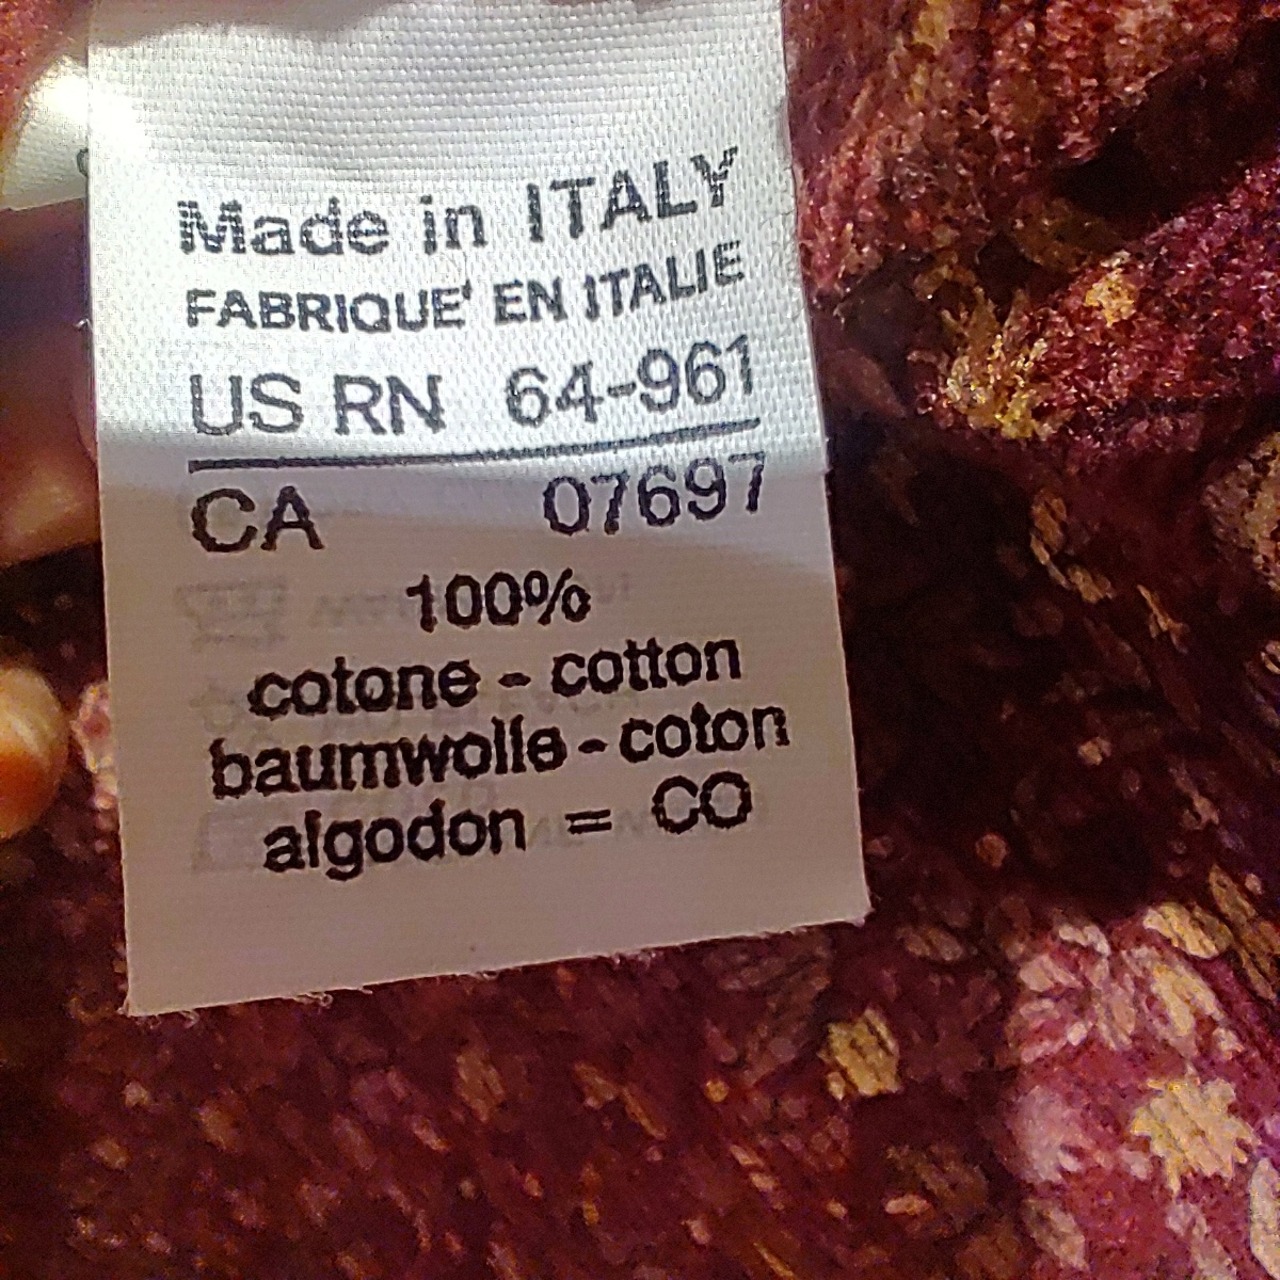 Made in ITALY
FABRIQUE' EN ITALIE
US RN 64-961
CA 07697
100%
cotone - cotton
baumwolle - coton
algodon = CO